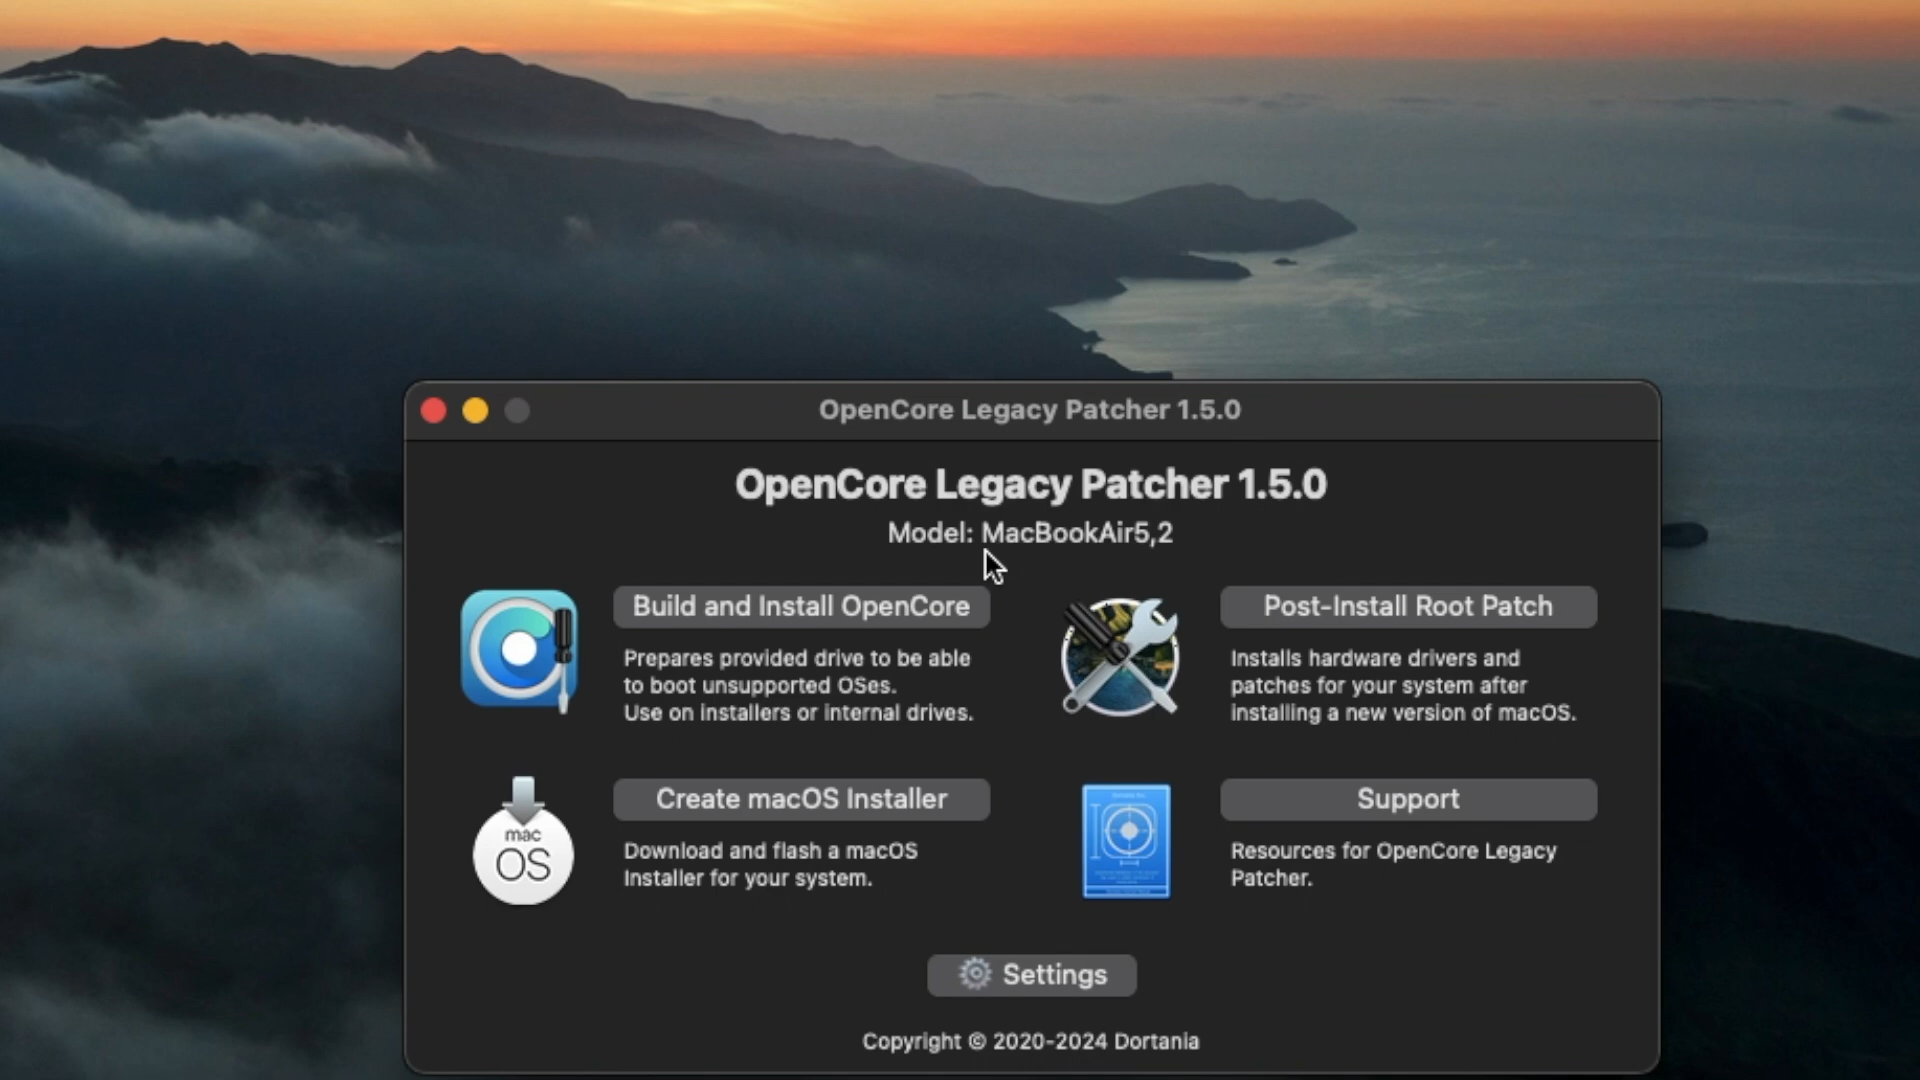 OpenCore Legacy Patcher 1.5.0
OpenCore Legacy Patcher 1.5.0
Model: MacBookAir5,2
Build and Install OpenCore
Prepares provided drive to be able
to boot unsupported OSes.
Use on installers or internal drives.
Post-Install Root Patch
Installs hardware drivers and
patches for your system after
installing a new version of macOS.
mac
OS
Create macOS Installer
Download and flash a macOS
Installer for your system.
Support
Resources for OpenCore Legacy
Patcher.
Settings
Copyright © 2020-2024 Dortania